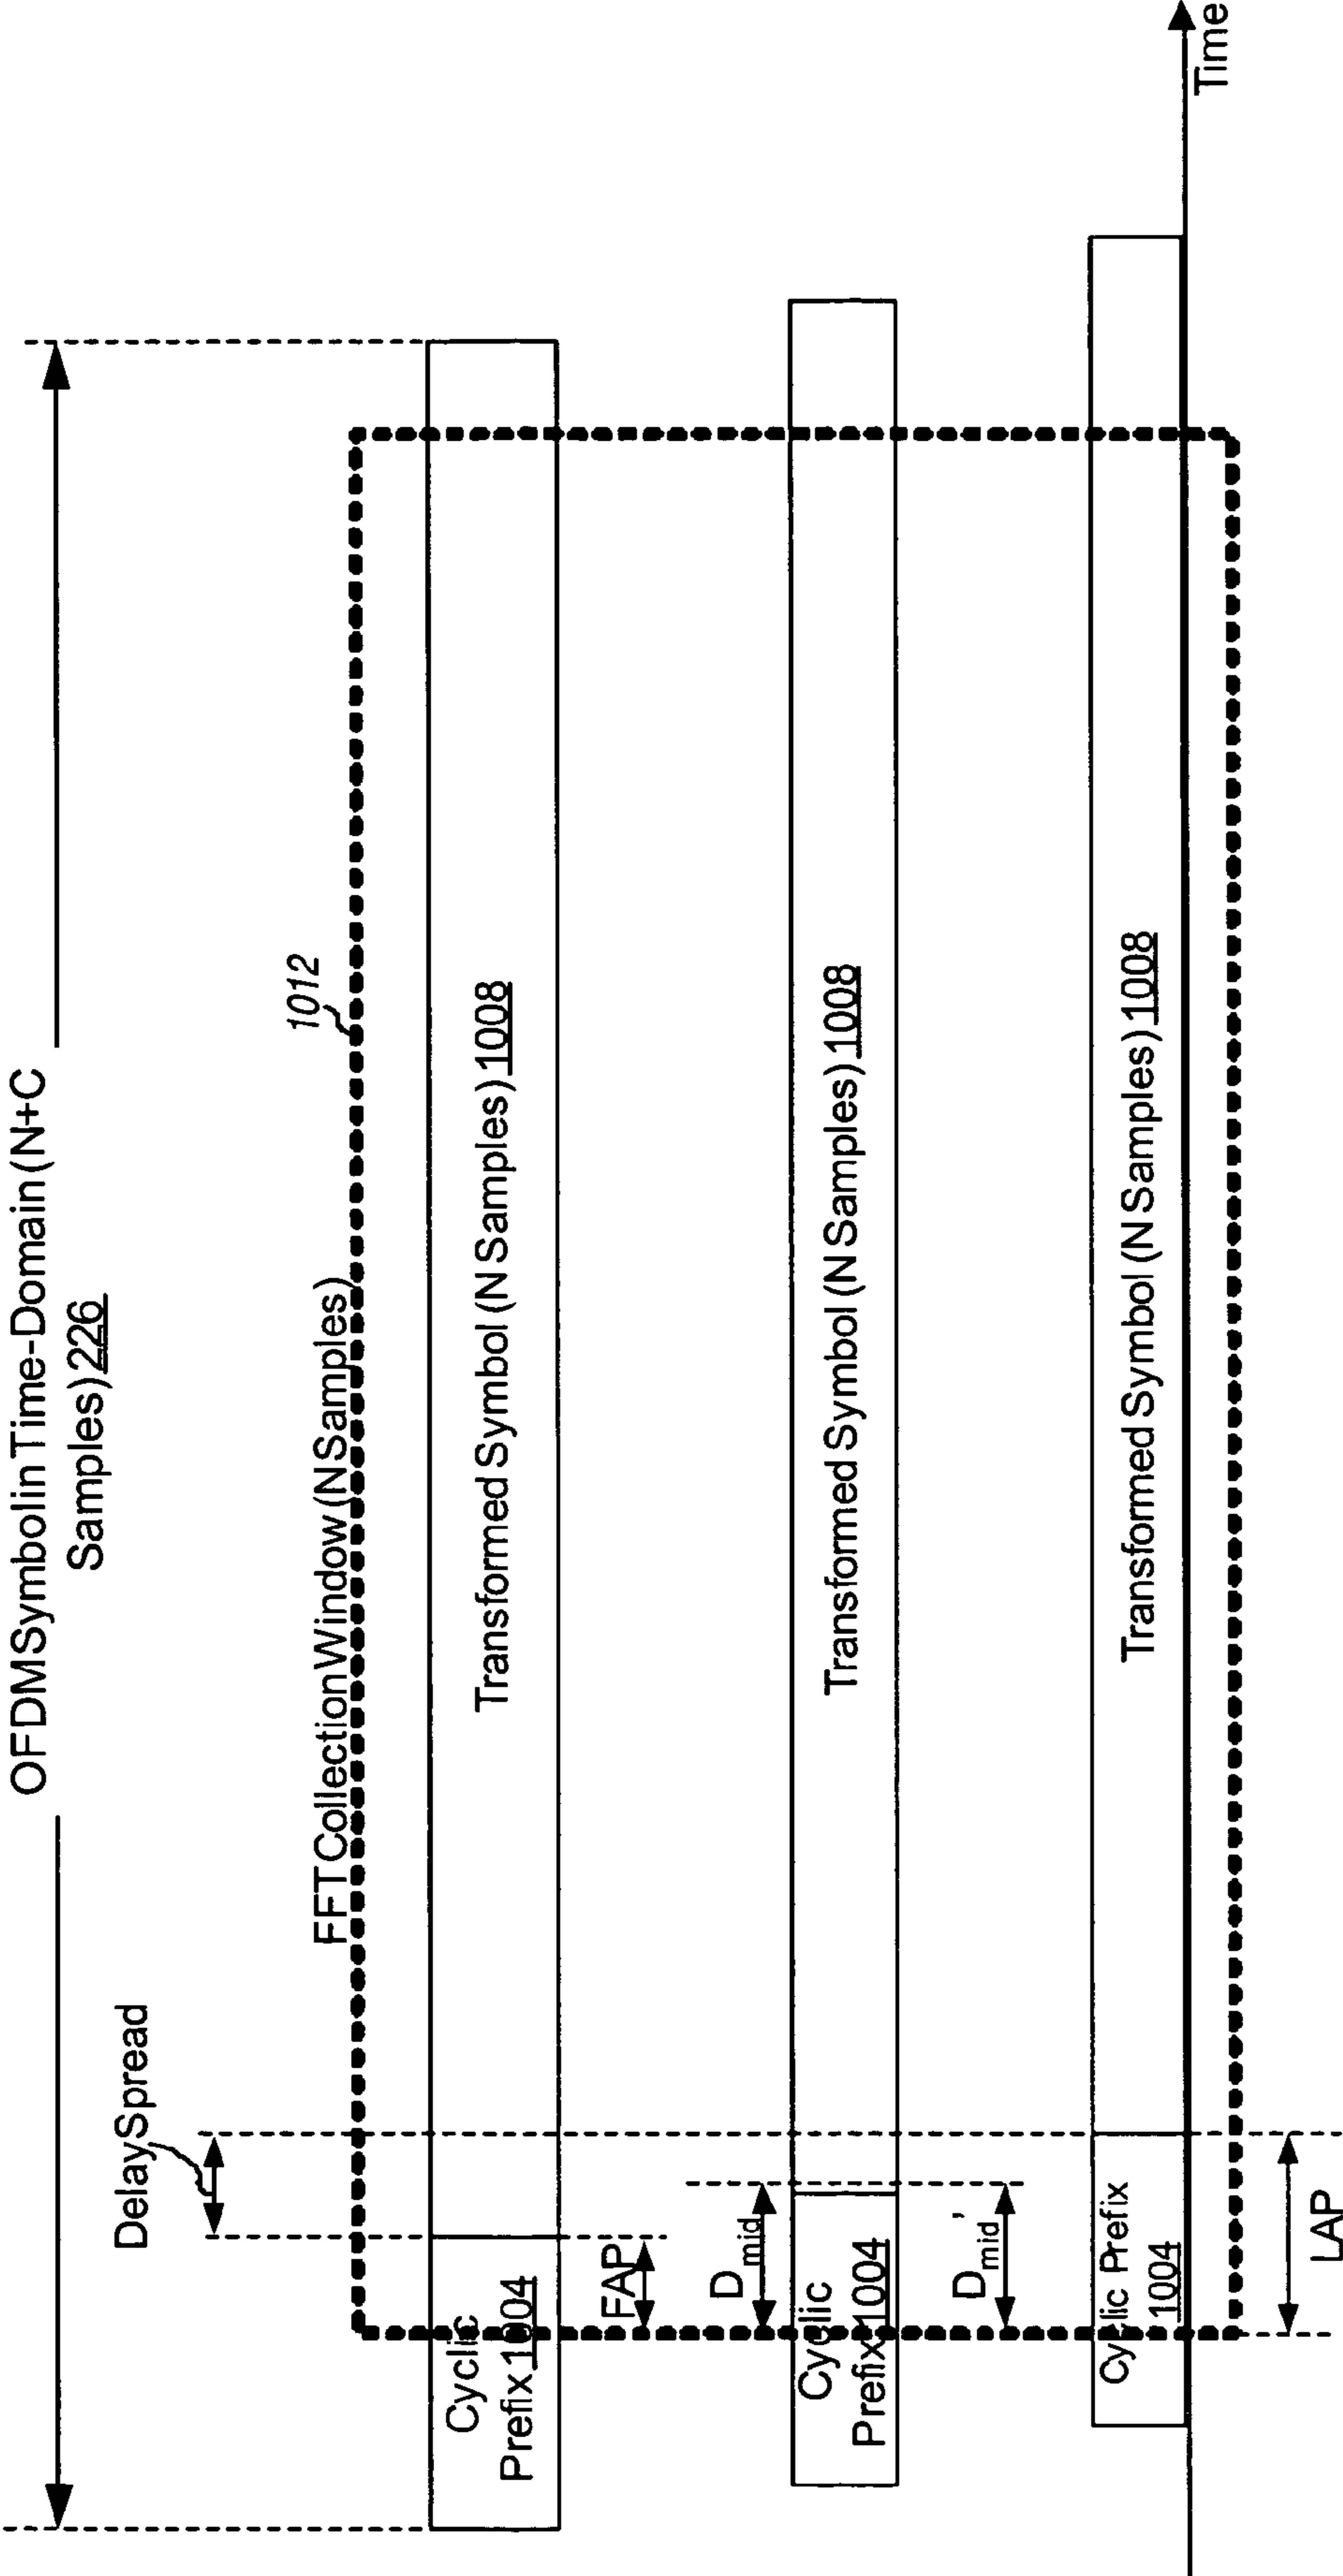 OFDM Symbol in Time-Domain (N+C
Samples) 226
Delay Spread
FFT Collection Window (N Samples)
1012
Cyclic
Prefix 1004
Transformed Symbol (N Samples) 1008
FAP
D mid
Cyclic
Prefix 1004
Transformed Symbol (N Samples) 1008
D mid '
Cyclic Prefix
1004
Transformed Symbol (N Samples) 1008
Time
LAP